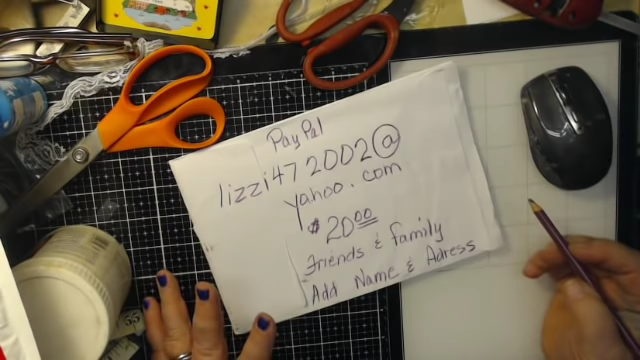 PayPal
lizzi472002@
yahoo.com
$20.00
Friends & family
Add Name & Adress